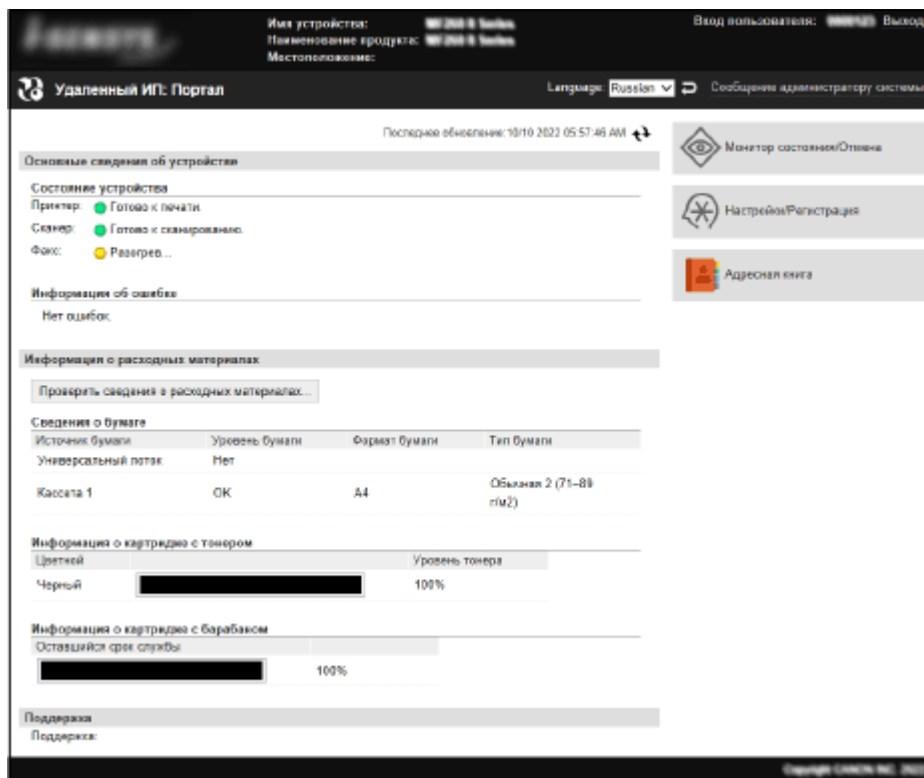 Имя устройства:
Наименование продукта:
Местоположение:
Вход пользователя:
Выход
Удаленный ИП: Портал
Language: Russian
Сообщение администратору системы
Последнее обновление: 10/10 2022 05:57:46 AM
Основные сведения об устройстве
Состояние устройства
Принтер: Готово к печати.
Сканер: Готово к сканированию.
Факс: Разогрев...
Информация об ошибке
Нет ошибок.
Информация о расходных материалах
Проверить сведения о расходных материалах...
Сведения о бумаге
Источник бумаги Уровень бумаги Формат бумаги Тип бумаги
Универсальный лоток Нет
Кассета 1 OK A4 Обычная 2 (71–89
г/м2)
Информация о картридже с тонером
Цветной Уровень тонера
Черный 100%
Информация о картридже с барабаном
Оставшийся срок службы
100%
Поддержка
Поддержка:
Монитор состояния/Отмена
Настройки/Регистрация
Адресная книга
Copyright CANON INC.